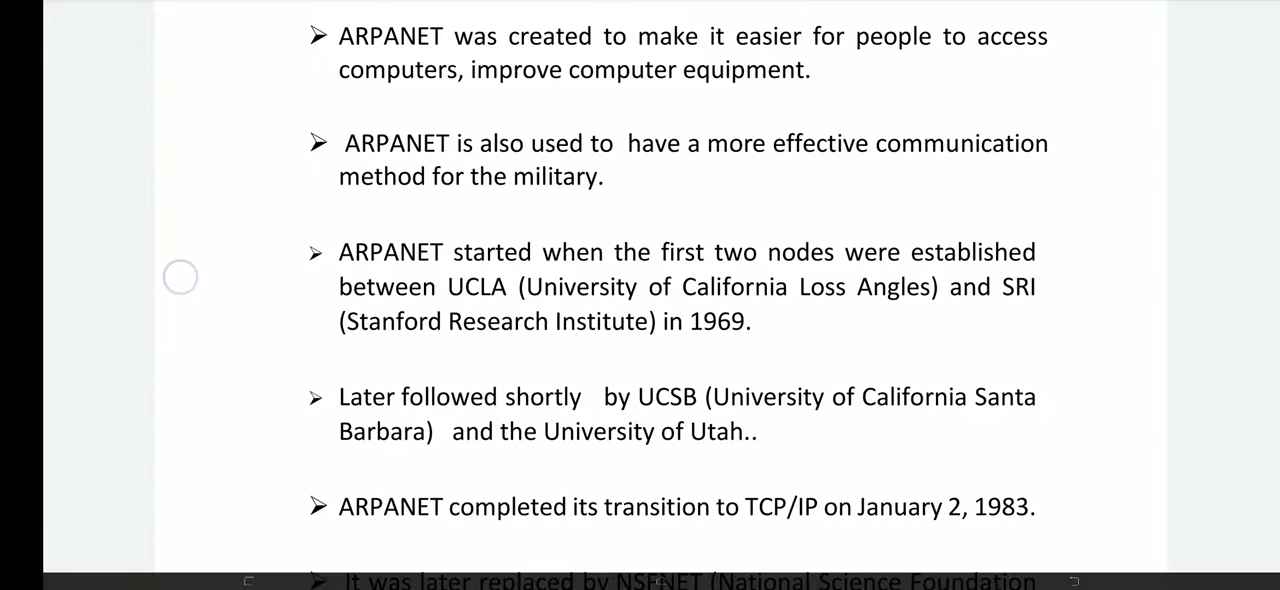 ➢ ARPANET was created to make it easier for people to access
computers, improve computer equipment.
➢ ARPANET is also used to have a more effective communication
method for the military.
➢ ARPANET started when the first two nodes were established
between UCLA (University of California Loss Angles) and SRI
(Stanford Research Institute) in 1969.
➢ Later followed shortly by UCSB (University of California Santa
Barbara) and the University of Utah..
➢ ARPANET completed its transition to TCP/IP on January 2, 1983.
➢ It was later replaced by NSFNET (National Science Foundation